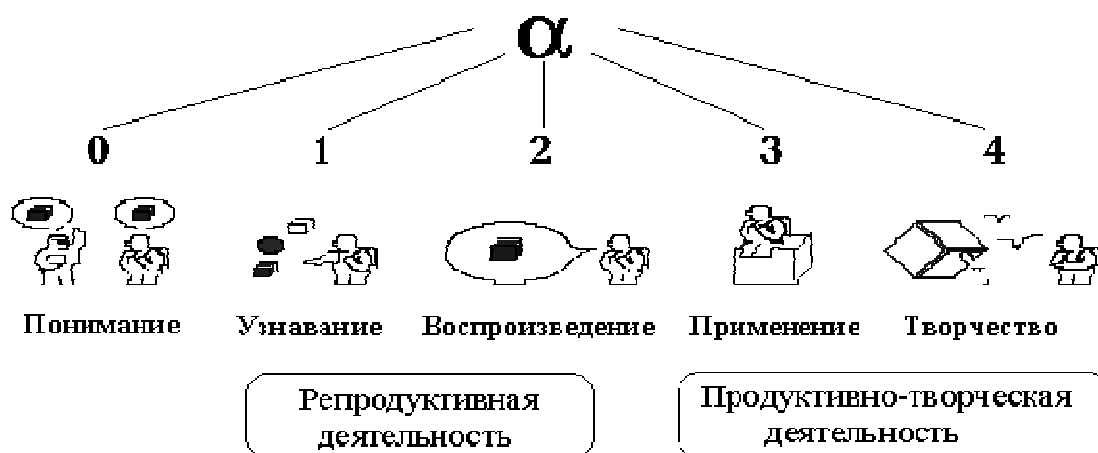 α
0 1 2 3 4
Понимание Узнавание Воспроизведение Применение Творчество
Репродуктивная
деятельность
Продуктивно-творческая
деятельность